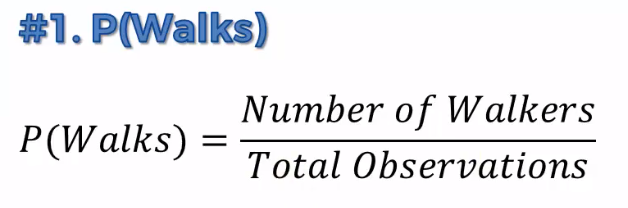 #1. P(Walks)
P(Walks) = Number of Walkers
Total Observations